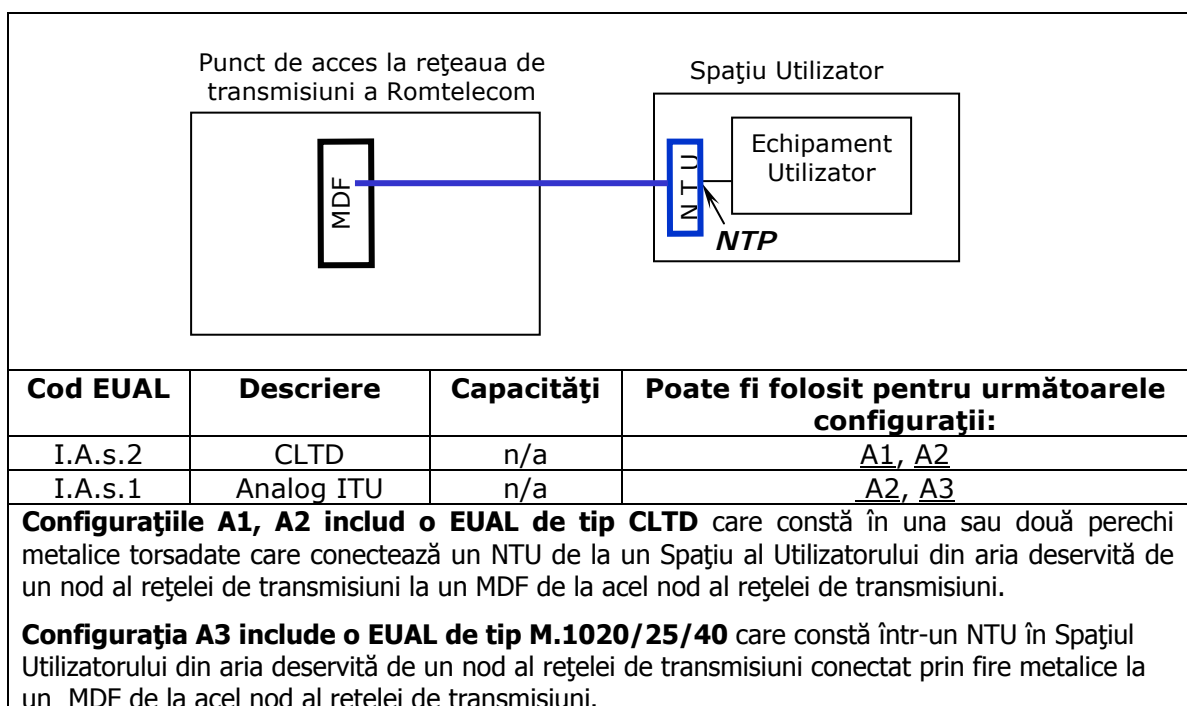 Punct de acces la reţeaua de
transmisiuni a Romtelecom
Spaţiu Utilizator
MDF
NTU
Echipament
Utilizator
NTP
Cod EUAL Descriere Capacităţi Poate fi folosit pentru următoarele
configuraţii:
I.A.s.2 CLTD n/a A1, A2
I.A.s.1 Analog ITU n/a A2, A3
Configuraţiile A1, A2 includ o EUAL de tip CLTD care constă în una sau două perechi
metalice torsadate care conectează un NTU de la un Spaţiu al Utilizatorului din aria deservită de
un nod al reţelei de transmisiuni la un MDF de la acel nod al reţelei de transmisiuni.
Configuraţia A3 include o EUAL de tip M.1020/25/40 care constă într-un NTU în Spaţiul
Utilizatorului din aria deservită de un nod al reţelei de transmisiuni conectat prin fire metalice la
un MDF de la acel nod al reţelei de transmisiuni.